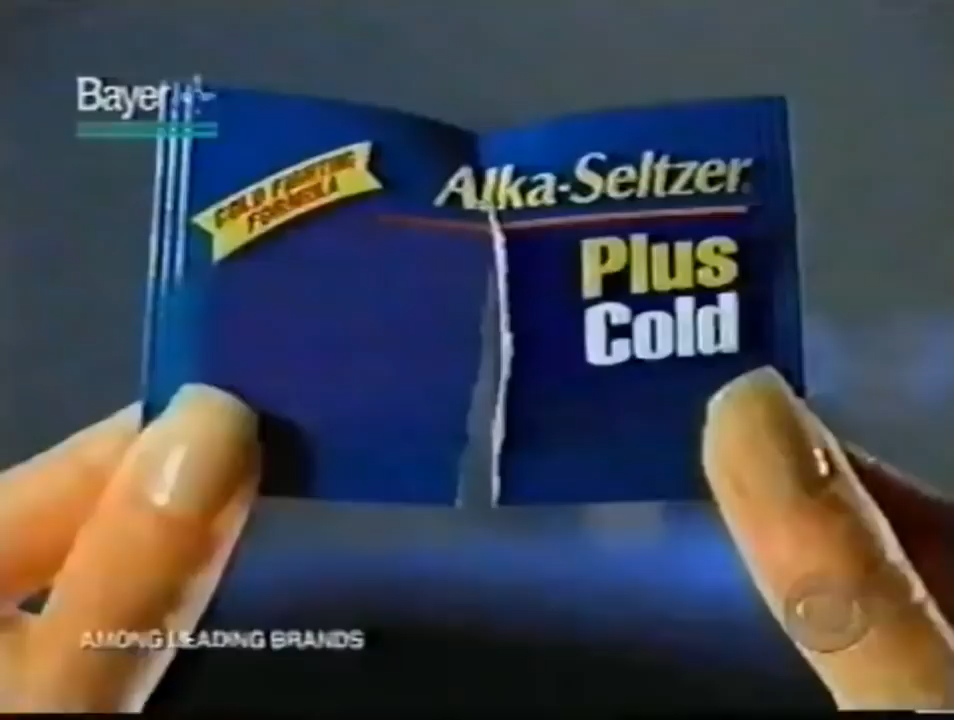 Bayer
COLD FIGHTING
FORMULA
Alka-Seltzer
Plus
Cold
AMONG LEADING BRANDS